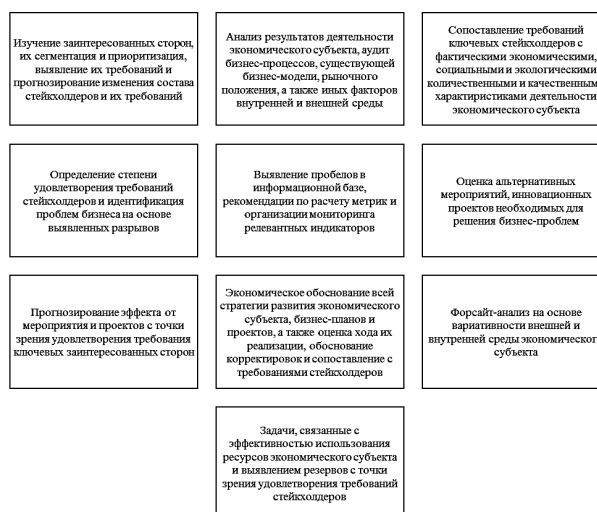 Изучение заинтересованных сторон,
их сегментация и приоритизация,
выявление их требований и
прогнозирование изменения состава
стейкхолдеров и их требований
Анализ результатов деятельности
экономического субъекта, аудит
бизнес-процессов, существующей
бизнес-модели, рыночного
положения, а также иных факторов
внутренней и внешней среды
Сопоставление требований
ключевых стейкхолдеров с
фактическими экономическими,
социальными и экологическими
количественными и качественным
характиристиками деятельности
экономического субъекта
Определение степени
удовлетворения требований
стейкхолдеров и идентификация
проблем бизнеса на основе
выявленных разрывов
Выявление пробелов в
информационной базе,
рекомендации по расчету метрик и
организации мониторинга
релевантных индикаторов
Оценка альтернативных
мероприятий, инновационных
проектов необходимых для
решения бизнес-проблем
Прогнозирование эффекта от
мероприятия и проектов с точки
зрения удовлетворения требования
ключевых заинтересованных сторон
Экономическое обоснование всей
стратегии развития экономического
субъекта, бизнес-планов и
проектов, а также оценка хода их
реализации, обоснование
корректировок и сопоставление с
требованиями стейкхолдеров
Форсайт-анализ на основе
вариативности внешней и
внутренней среды экономическог
субъекта
Задачи, связанные с
эффективностью использования
ресурсов экономического субъекта
и выявлением резервов с точки
зрения удовлетворения требований
стейкхолдеров